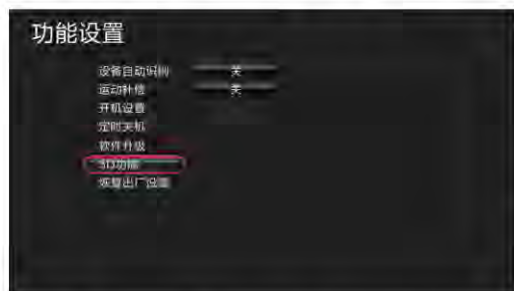 功能设置
设备自动识别 关
运动补偿 关
开机设置
定时关机
软件升级
3D功能
恢复出厂设置